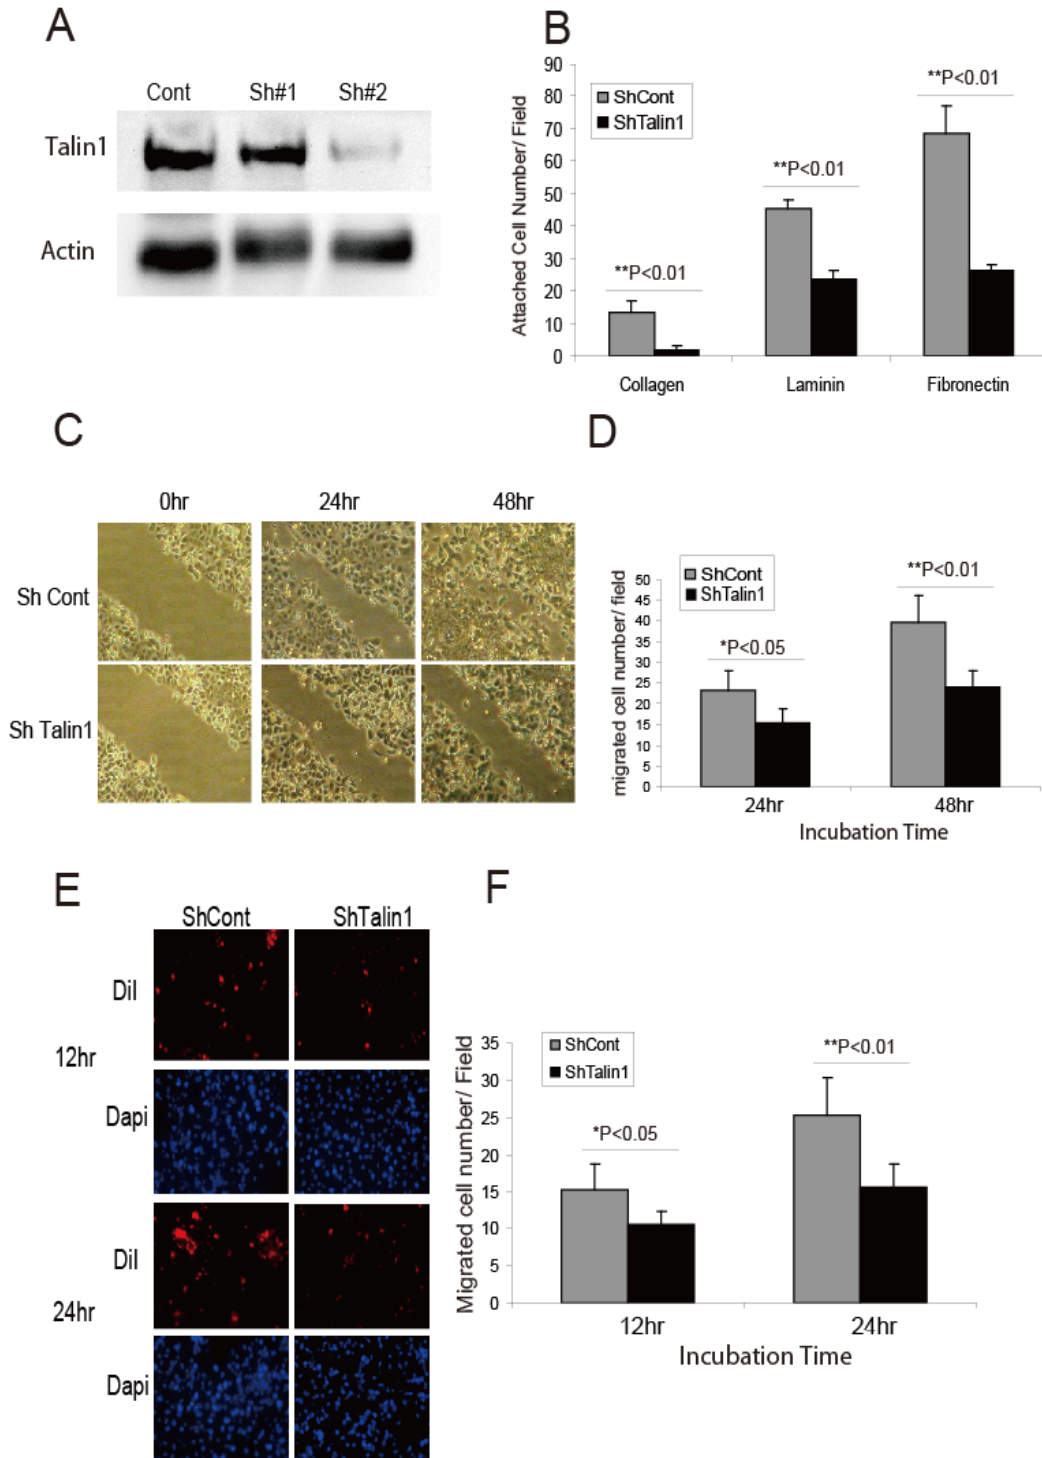 A
Cont Sh#1 Sh#2
Talin1
Actin
B
90
80
70
60
50
40
30
20
10
0
Attached Cell Number/ Field
ShCont
ShTalin1
**P<0.01
**P<0.01
**P<0.01
Collagen Laminin Fibronectin
C
0hr 24hr 48hr
Sh Cont
Sh Talin1
D
50
45
40
35
30
25
20
15
10
5
0
migrated cell number/ field
ShCont
ShTalin1
*P<0.05
**P<0.01
24hr 48hr
Incubation Time
E
ShCont ShTalin1
DiI
12hr
Dapi
DiI
24hr
Dapi
F
35
30
25
20
15
10
5
0
Migrated cell number/ Field
ShCont
ShTalin1
*P<0.05
**P<0.01
12hr 24hr
Incubation Time